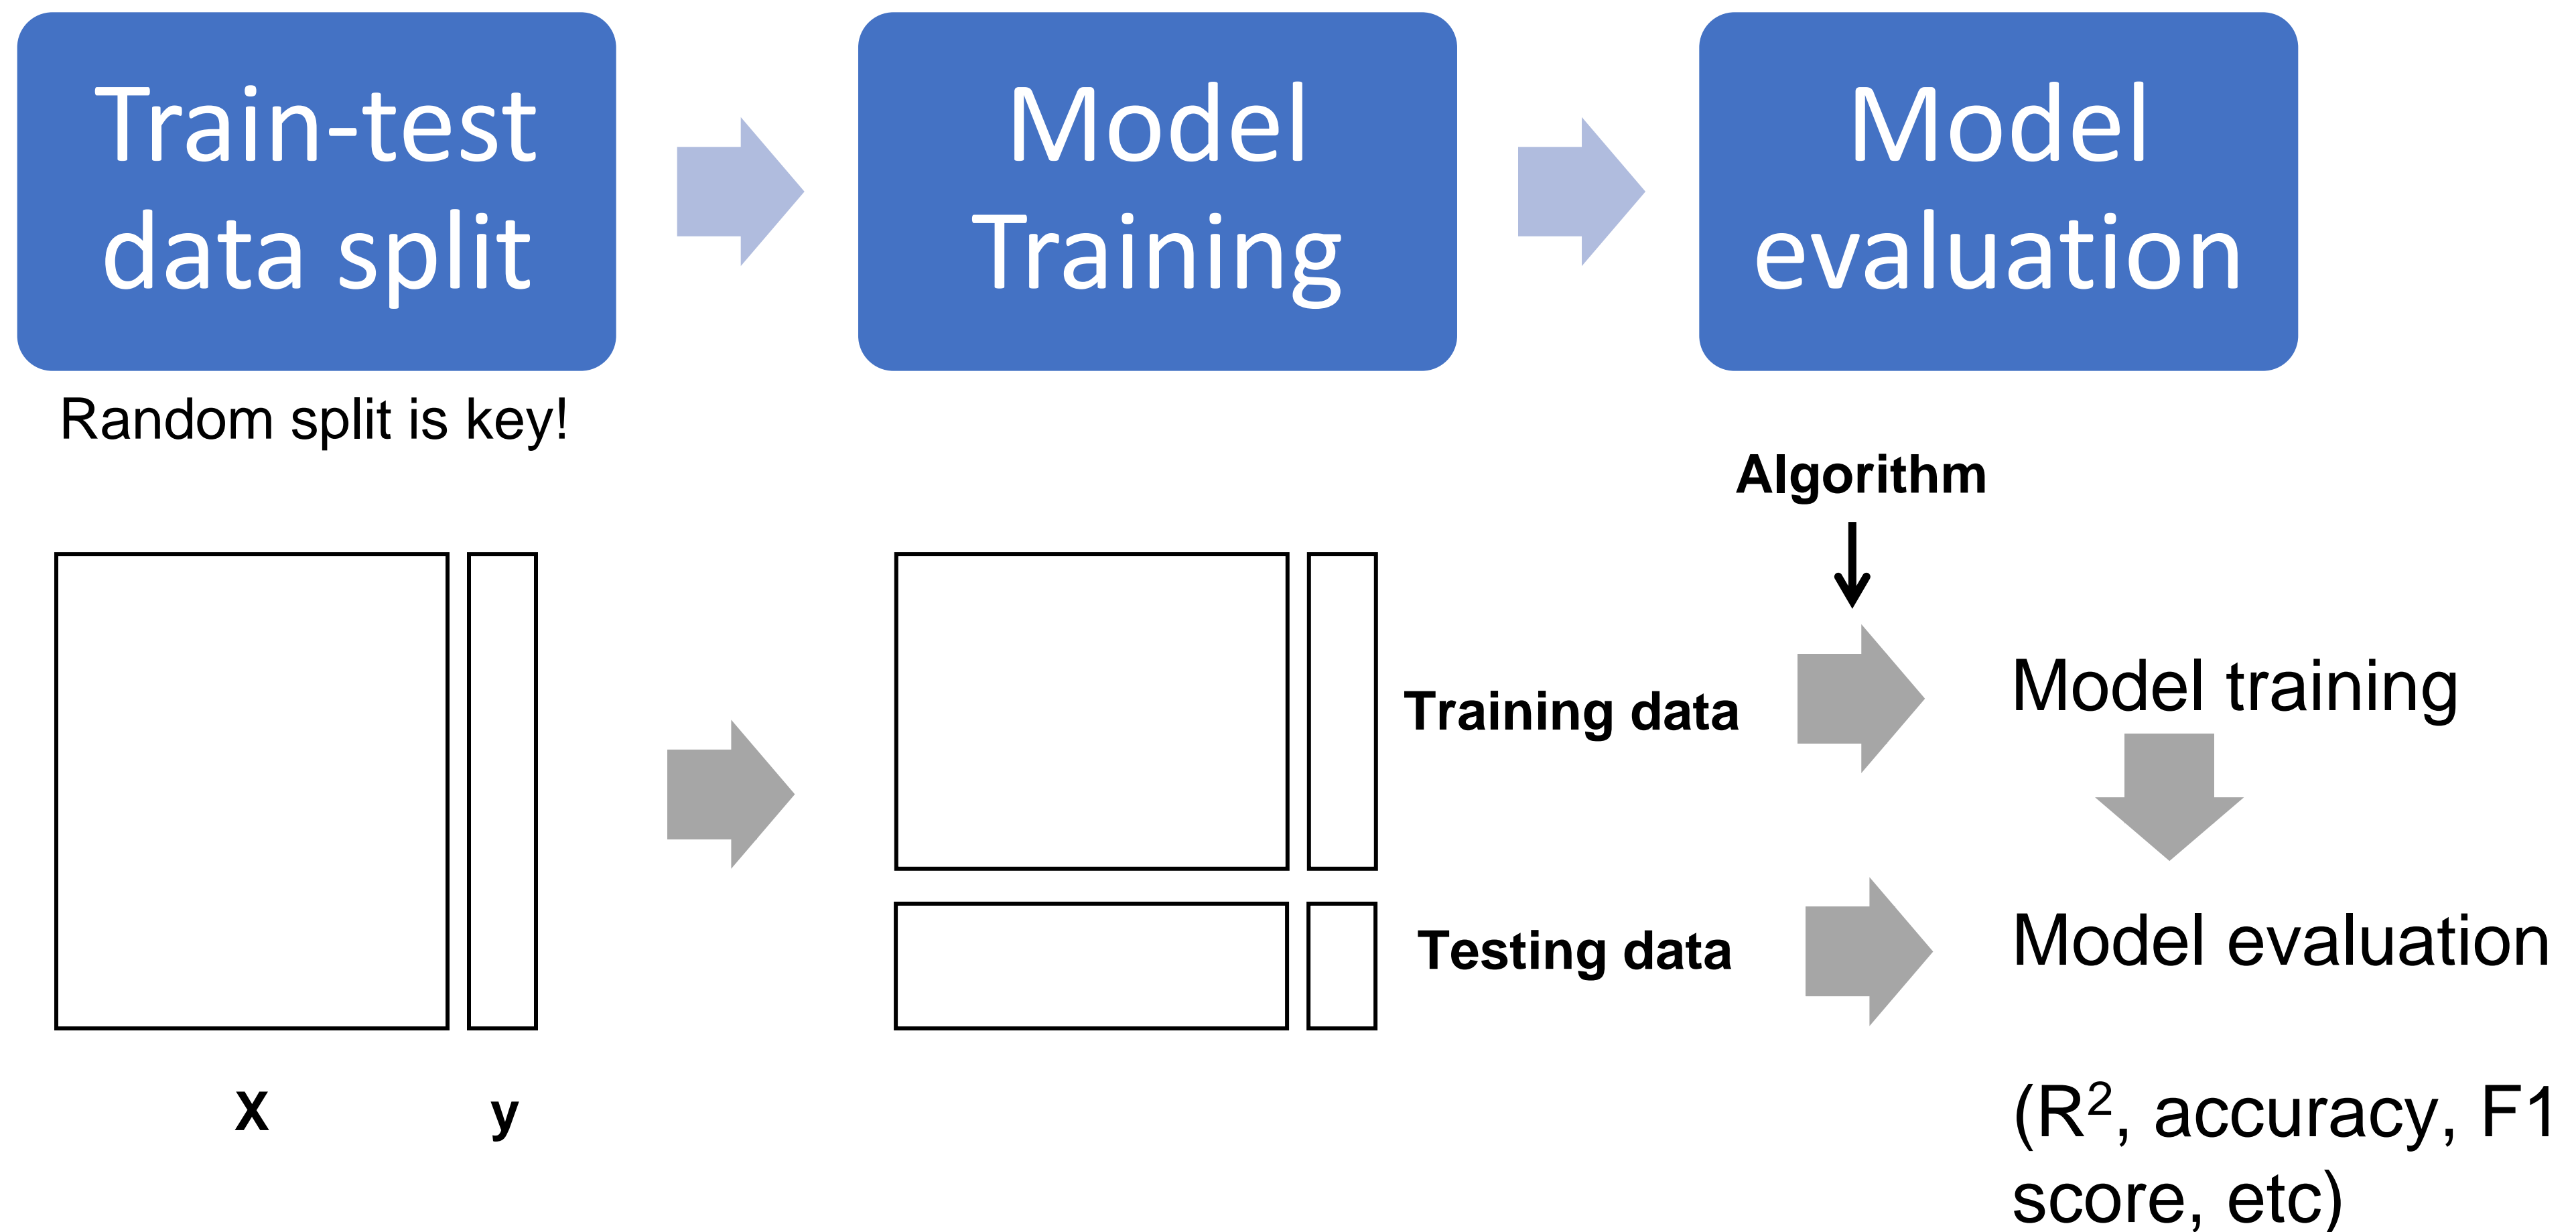 Train-test
data split
Model
Training
Model
evaluation
Random split is key!
Algorithm
Training data
Model training
Testing data
Model evaluation
X
y
(R², accuracy, F1
score, etc)